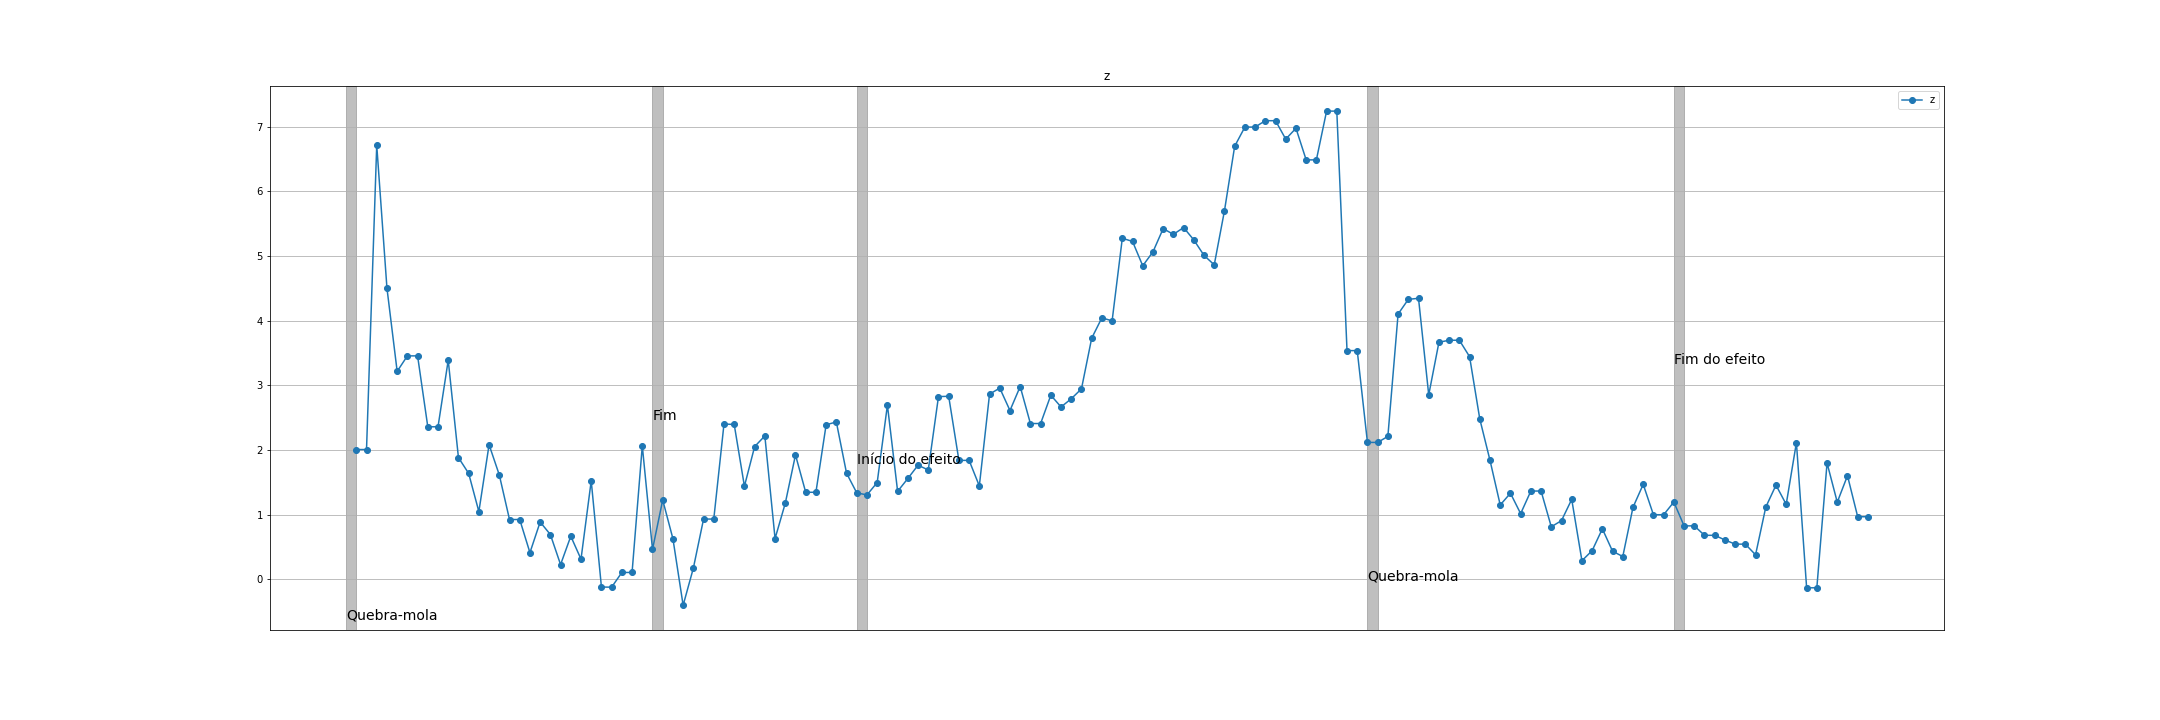 z
z
7
6
5
4
3
2
1
0
Fim do efeito
Fim
Início do efeito
Quebra-mola
Quebra-mola